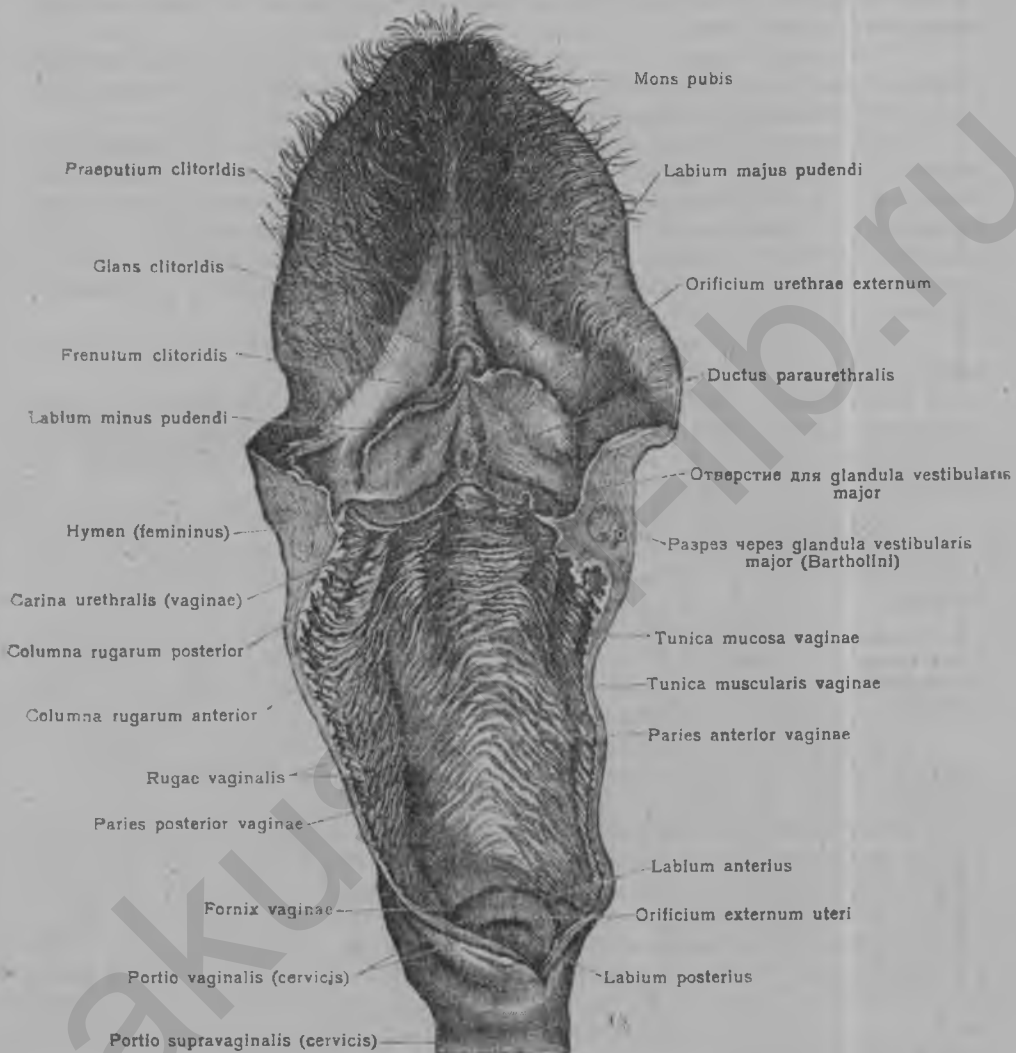 Mons pubis
Praeputium clitoridis
Labium majus pudendi
Glans clitoridis
Orificium urethrae externum
Frenulum clitoridis
Ductus paraurethralis
Labium minus pudendi
Отверстие для glandula vestibularis
major
Hymen (femininus)
Разрез через glandula vestibularis
major (Bartholini)
Carina urethralis (vaginae)
Tunica mucosa vaginae
Columna rugarum posterior
Tunica muscularis vaginae
Columna rugarum anterior
Paries anterior vaginae
Rugae vaginalis
Paries posterior vaginae
Labium anterius
Fornix vaginae
Orificium externum uteri
Portio vaginalis (cervicis)
Labium posterius
Portio supravaginalis (cervicis)
akus
-lib.ru